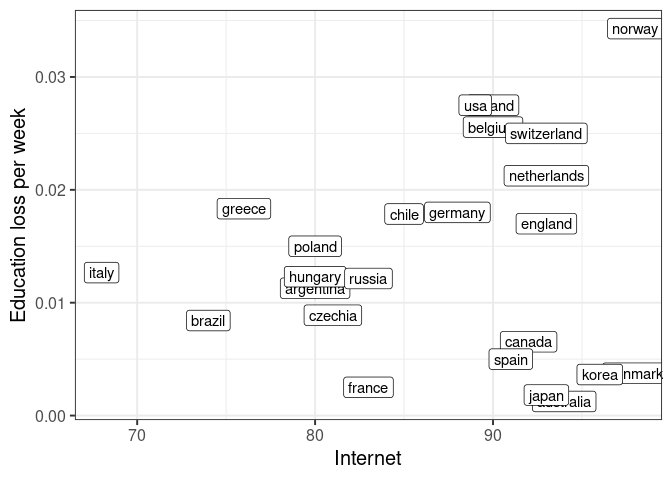 norway
0.03
usa
and
belgiu
switzerland
netherlands
0.02
greece
chile
germany
england
poland
italy
hungary
russia
argentina
0.01
czechia
brazil
canada
spain
korea
nmark
france
japan
alia
0.00
70
80
90
Internet
Education loss per week